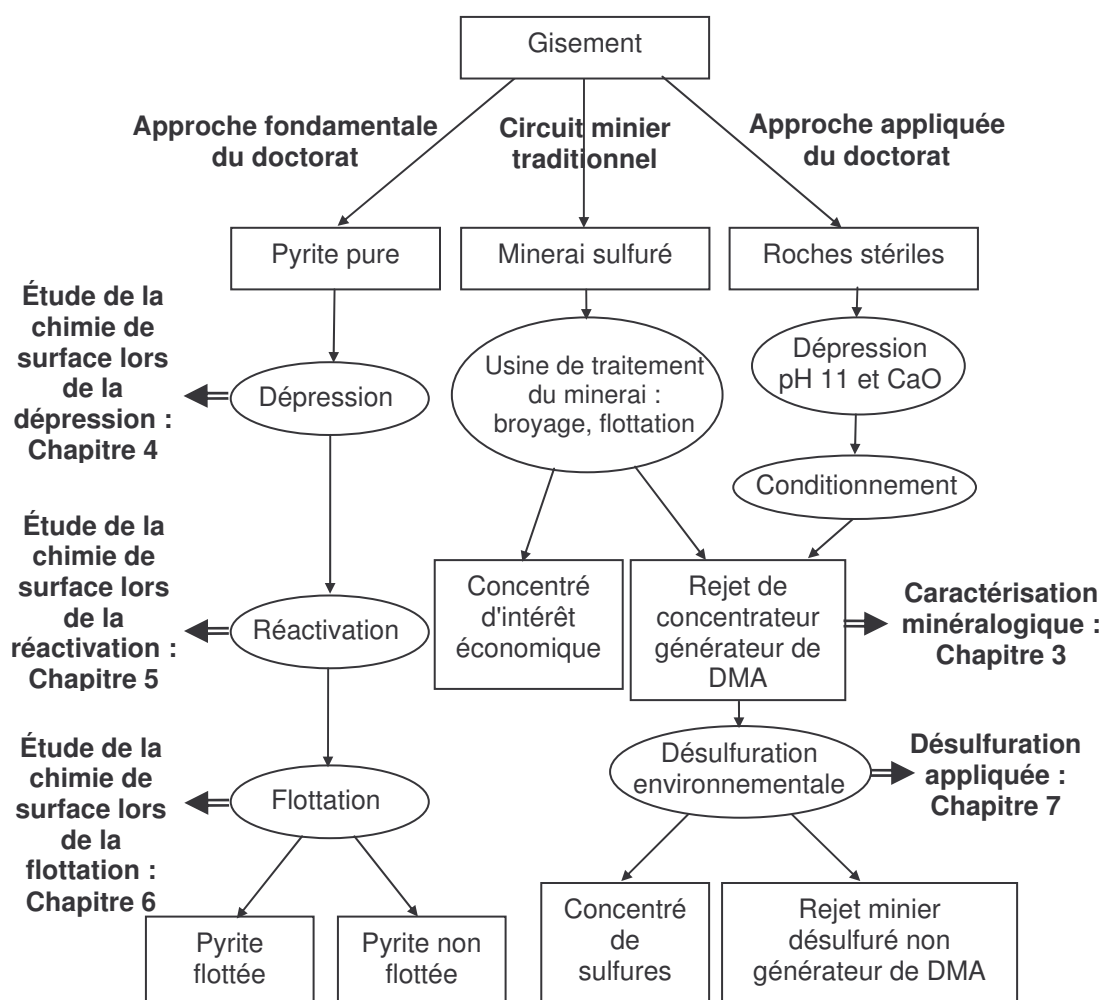 Gisement
Approche fondamentale
du doctorat
Circuit minier
traditionnel
Approche appliquée
du doctorat
Pyrite pure
Minerai sulfuré
Roches stériles
Étude de la
chimie de
surface lors
de la
dépression :
Chapitre 4
Dépression
Usine de traitement
du minerai :
broyage, flottation
Dépression
pH 11 et CaO
Conditionnement
Étude de la
chimie de
surface lors
de la
réactivation :
Chapitre 5
Réactivation
Concentré
d'intérêt
économique
Rejet de
concentrateur
générateur de
DMA
Caractérisation
minéralogique :
Chapitre 3
Étude de la
chimie de
surface lors
de la
flottation :
Chapitre 6
Flottation
Désulfuration
environnementale
Désulfuration
appliquée :
Chapitre 7
Pyrite
flottée
Pyrite non
flottée
Concentré
de
sulfures
Rejet minier
désulfuré non
générateur de DMA